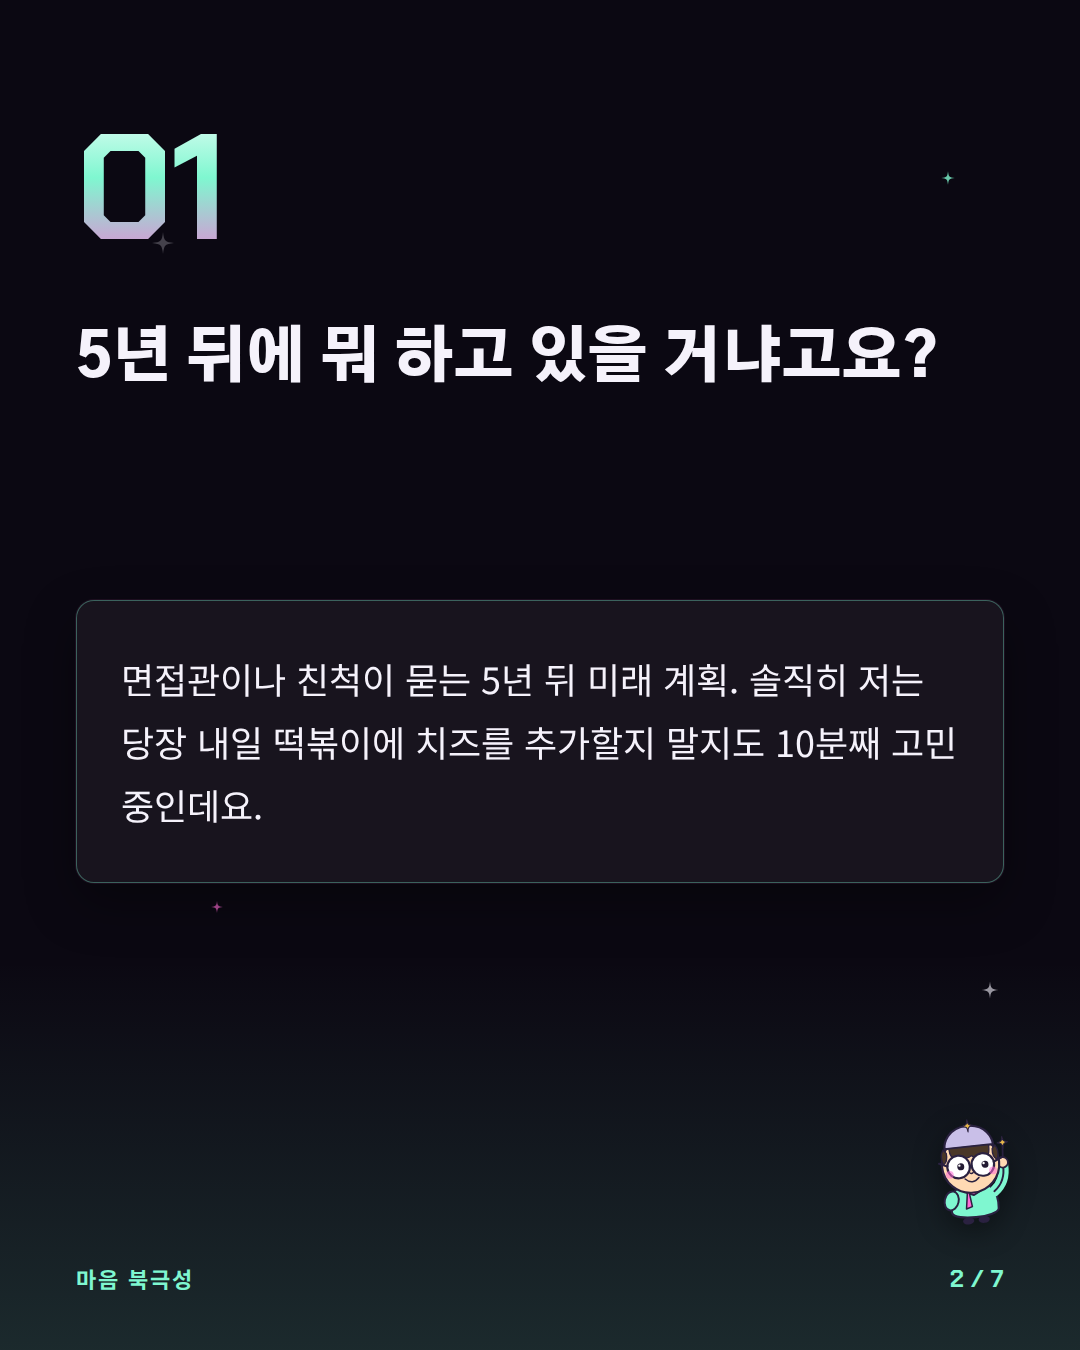 01
5년 뒤에 뭐 하고 있을 거냐고요?
면접관이나 친척이 묻는 5년 뒤 미래 계획. 솔직히 저는
당장 내일 떡볶이에 치즈를 추가할지 말지도 10분째 고민
중인데요.
마음 북극성
2 / 7